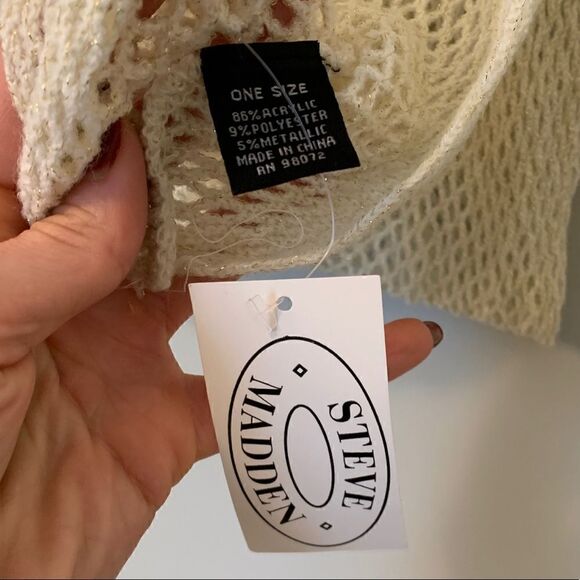 ONE SIZE
86%ACRYLIC
9%POLYESTER
5%METALLIC
MADE IN CHINA
RN 98072
STEVE
MADDEN